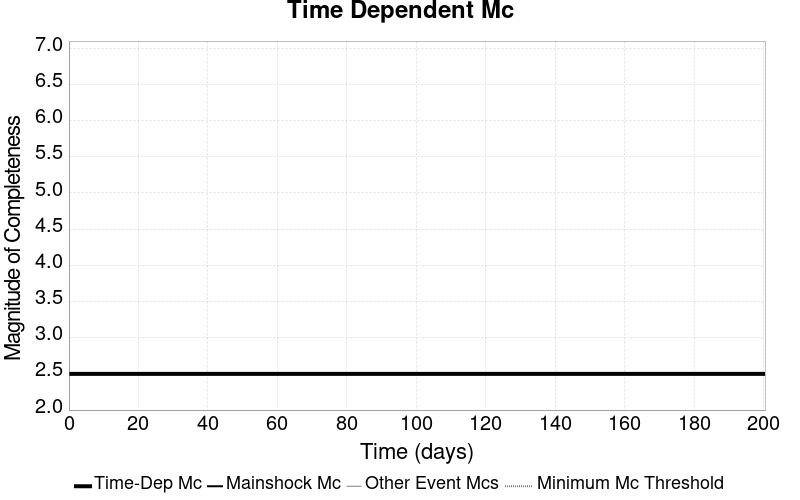 Time Dependent Mc
Magnitude of Completeness
7.0
6.5
6.0
5.5
5.0
4.5
4.0
3.5
3.0
2.5
2.0
0 20 40 60 80 100 120 140 160 180 200
Time (days)
Time-Dep Mc Mainshock Mc Other Event Mcs Minimum Mc Threshold